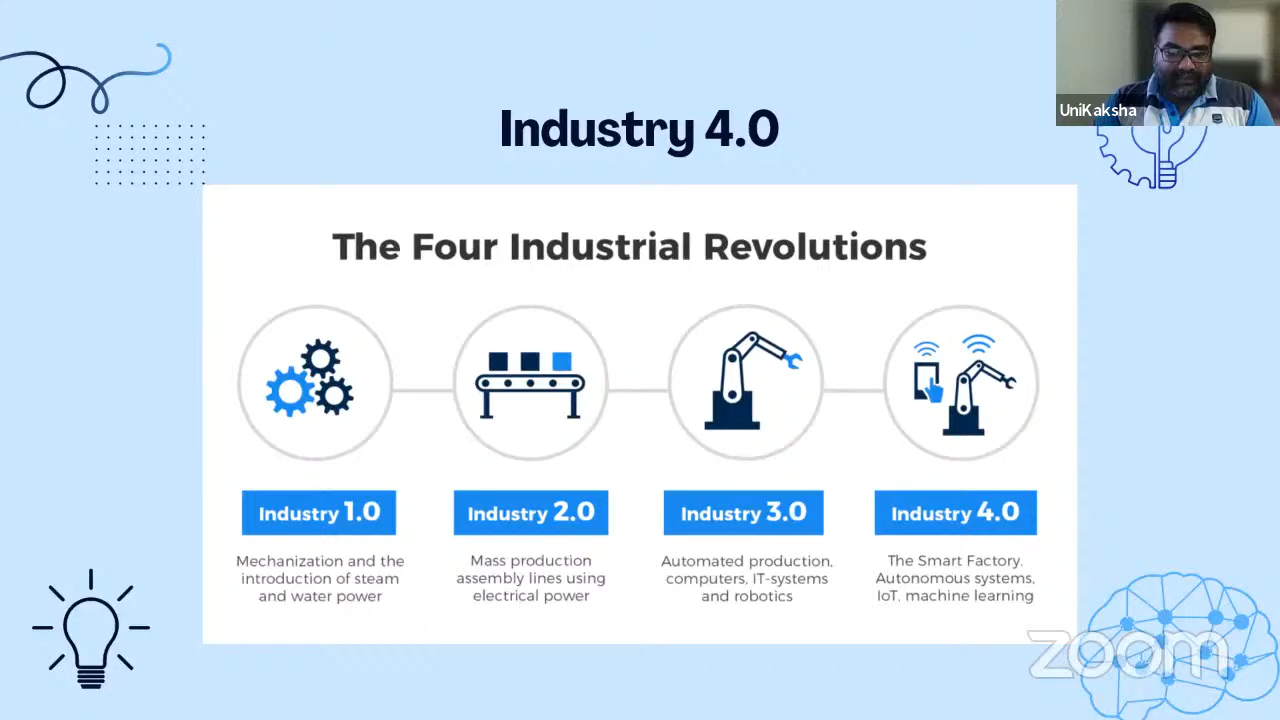 UniKaksha
Industry 4.0
The Four Industrial Revolutions
Industry 1.0
Mechanization and the
introduction of steam
and water power
Industry 2.0
Mass production
assembly lines using
electrical power
Industry 3.0
Automated production,
computers, IT-systems
and robotics
Industry 4.0
The Smart Factory.
Autonomous systems,
IoT, machine learning
zoom